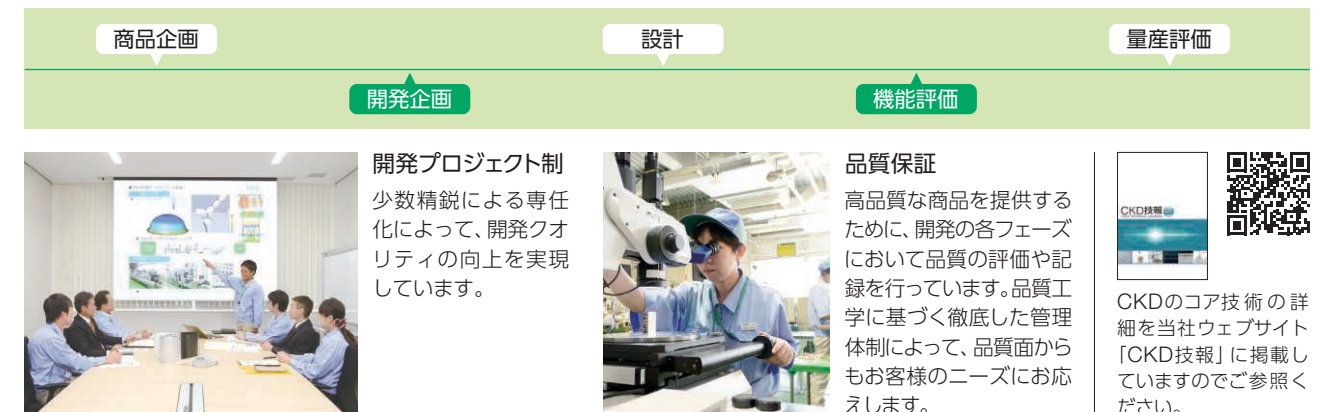 商品企画
設計
量産評価
開発企画
機能評価
開発プロジェクト制
少数精鋭による専任
化によって、開発クオ
リティの向上を実現
しています。
品質保証
高品質な商品を提供する
ために、開発の各フェーズ
において品質の評価や記
録を行っています。品質工
学に基づく徹底した管理
体制によって、品質面から
もお客様のニーズにお応
えします。
CKD技報
CKDのコア技術の詳
細を当社ウェブサイト
「CKD技報」に掲載し
ていますのでご参照く
ださい。